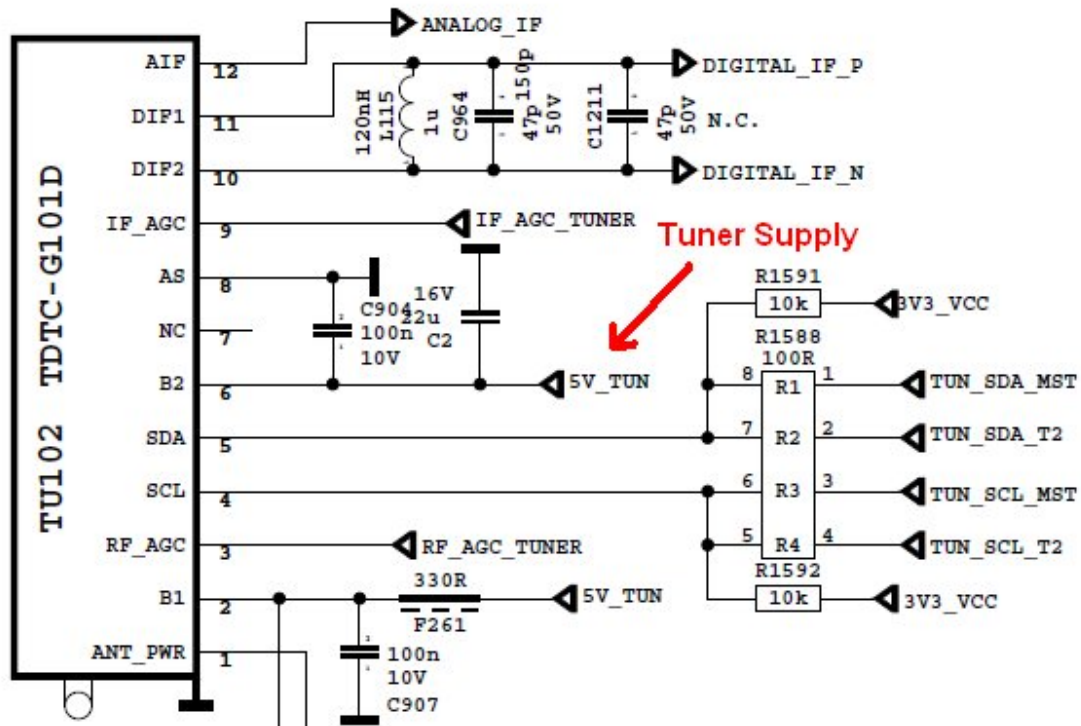 TU102 TDTC-G101D
AIF 12 ANALOG_IF
DIF1 11 DIGITAL_IF_P
120nH
L115
1u
C964
150p
47p
50V
C1211
47p
50V
N.C.
DIF2 10 DIGITAL_IF_N
IF_AGC 9 IF_AGC_TUNER
Tuner Supply
AS 8
C904
100n
10V
16V
22u
C2
NC 7
B2 6 5V_TUN
R1591
10k 3V3_VCC
R1588
100R
8 R1 1 TUN_SDA_MST
SDA 5 7 R2 2 TUN_SDA_T2
SCL 4 6 R3 3 TUN_SCL_MST
RF_AGC 3 RF_AGC_TUNER 5 R4 4 TUN_SCL_T2
R1592
10k 3V3_VCC
330R
B1 2 5V_TUN
F261
ANT_PWR 1
100n
10V
C907